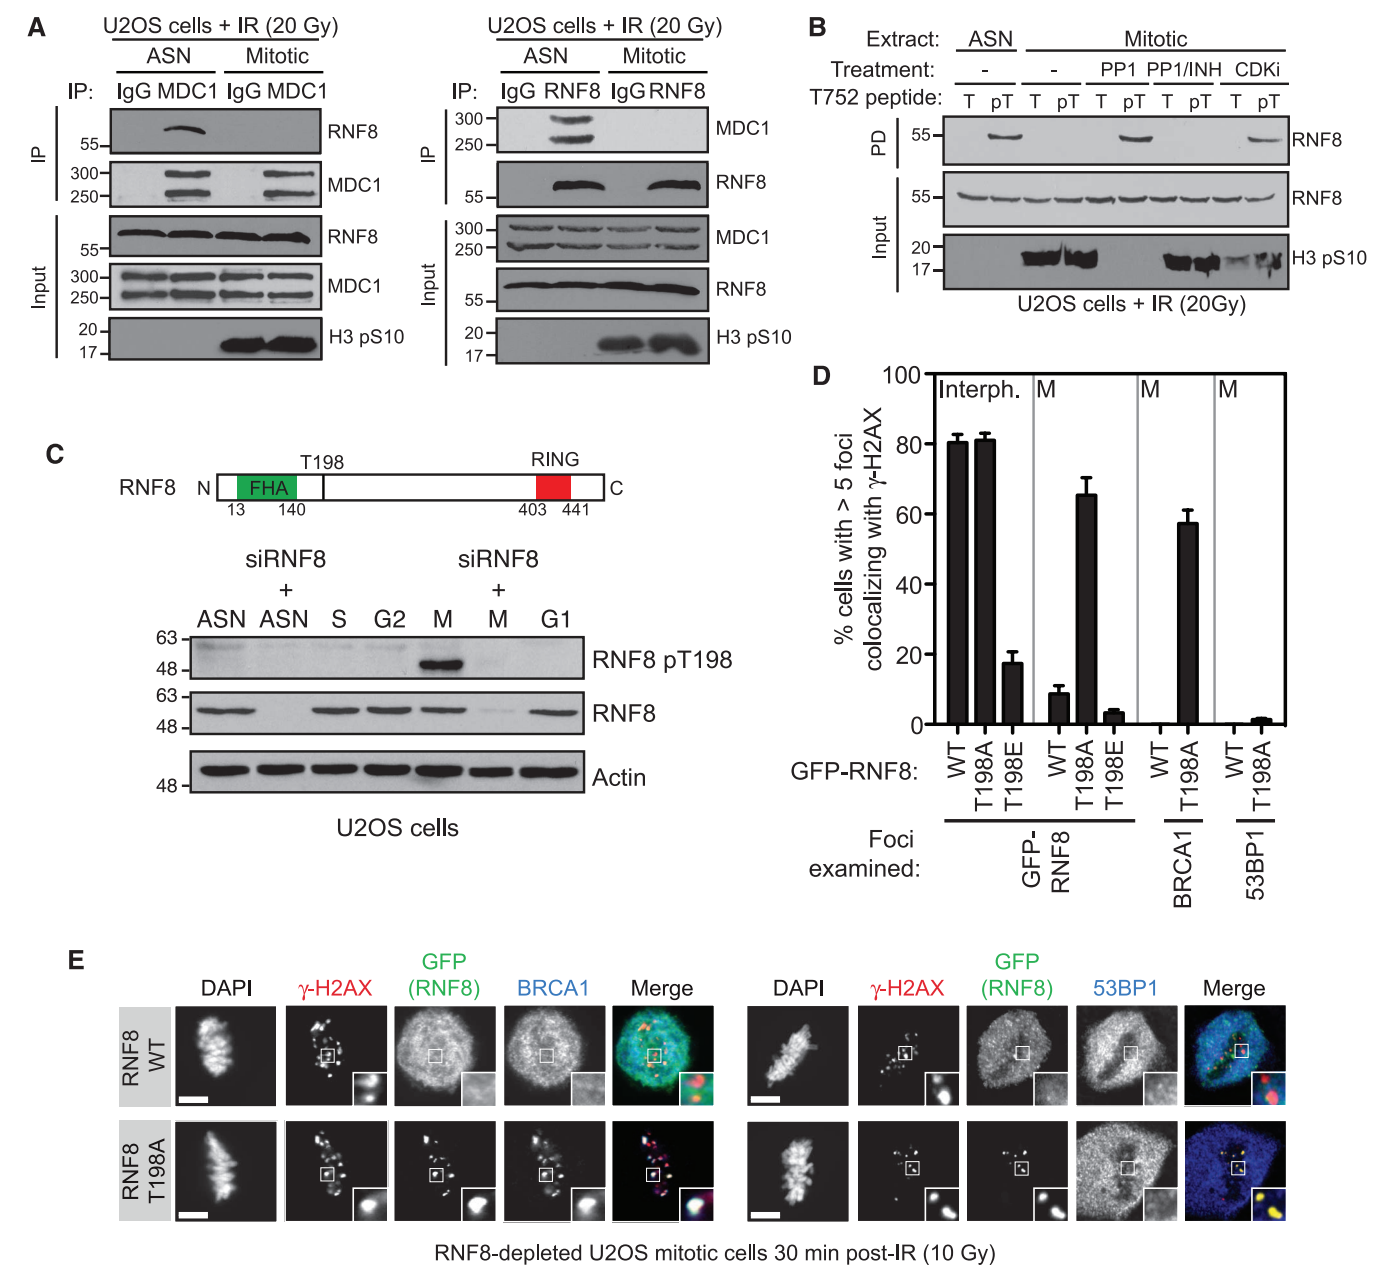 A
U2OS cells + IR (20 Gy)
ASN Mitotic
IP: IgG MDC1 IgG MDC1
IP
55
RNF8
300
250
MDC1
Input
55
RNF8
300
250
MDC1
20
17
H3 pS10
U2OS cells + IR (20 Gy)
ASN Mitotic
IP: IgG RNF8 IgG RNF8
IP
300
250
MDC1
55
RNF8
Input
300
250
MDC1
55
RNF8
20
17
H3 pS10
B
Extract: ASN Mitotic
Treatment: - - PP1 PP1/INH CDKi
T752 peptide: T pT T pT T pT T pT T pT
PD
55
RNF8
Input
55
RNF8
20
17
H3 pS10
U2OS cells + IR (20Gy)
C
T198 RING
RNF8 N FHA C
13 140 403 441
siRNF8 siRNF8
+ +
ASN ASN S G2 M M G1
63
48
RNF8 pT198
63
48
RNF8
48
Actin
U2OS cells
D
% cells with > 5 foci
colocalizing with γ-H2AX
100
80
60
40
20
0
Interph. M M M
GFP-RNF8: WT T198A T198E WT T198A T198E WT T198A WT T198A
Foci
examined:
GFP-
RNF8
BRCA1
53BP1
E
DAPI γ-H2AX GFP (RNF8) BRCA1 Merge
DAPI γ-H2AX GFP (RNF8) 53BP1 Merge
RNF8
WT
RNF8
T198A
RNF8-depleted U2OS mitotic cells 30 min post-IR (10 Gy)